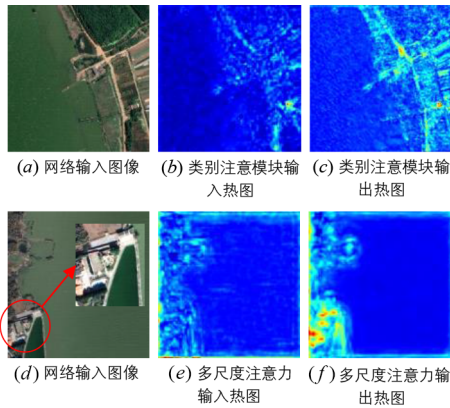 (a) 网络输入图像
(b) 类别注意模块输
入热图
(c) 类别注意模块输
出热图
(d) 网络输入图像
(e) 多尺度注意力
输入热图
(f) 多尺度注意力输
出热图